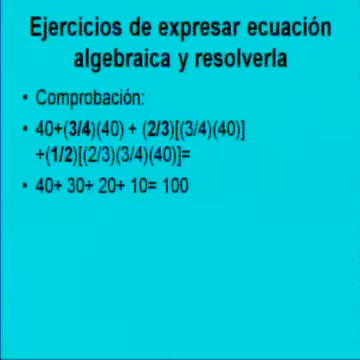 Ejercicios de expresar ecuación
algebraica y resolverla
• Comprobación:
• 40+(3/4)(40) + (2/3)[(3/4)(40)]
+(1/2)[(2/3)(3/4)(40)]=
• 40+ 30+ 20+ 10= 100